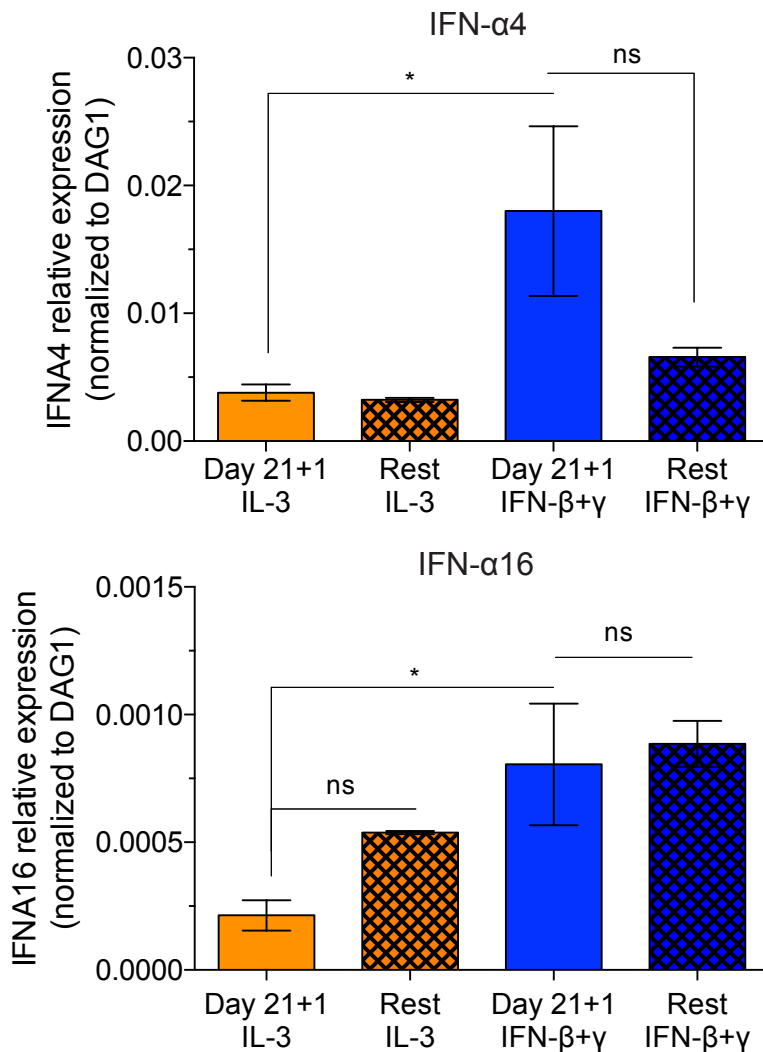 IFN-α4
IFNA4 relative expression
(normalized to DAG1)
0.03
0.02
0.01
0.00
*
ns
Day 21+1 IL-3
Rest IL-3
Day 21+1 IFN-β+γ
Rest IFN-β+γ
IFN-α16
IFNA16 relative expression
(normalized to DAG1)
0.0015
0.0010
0.0005
0.0000
ns
*
ns
Day 21+1 IL-3
Rest IL-3
Day 21+1 IFN-β+γ
Rest IFN-β+γ